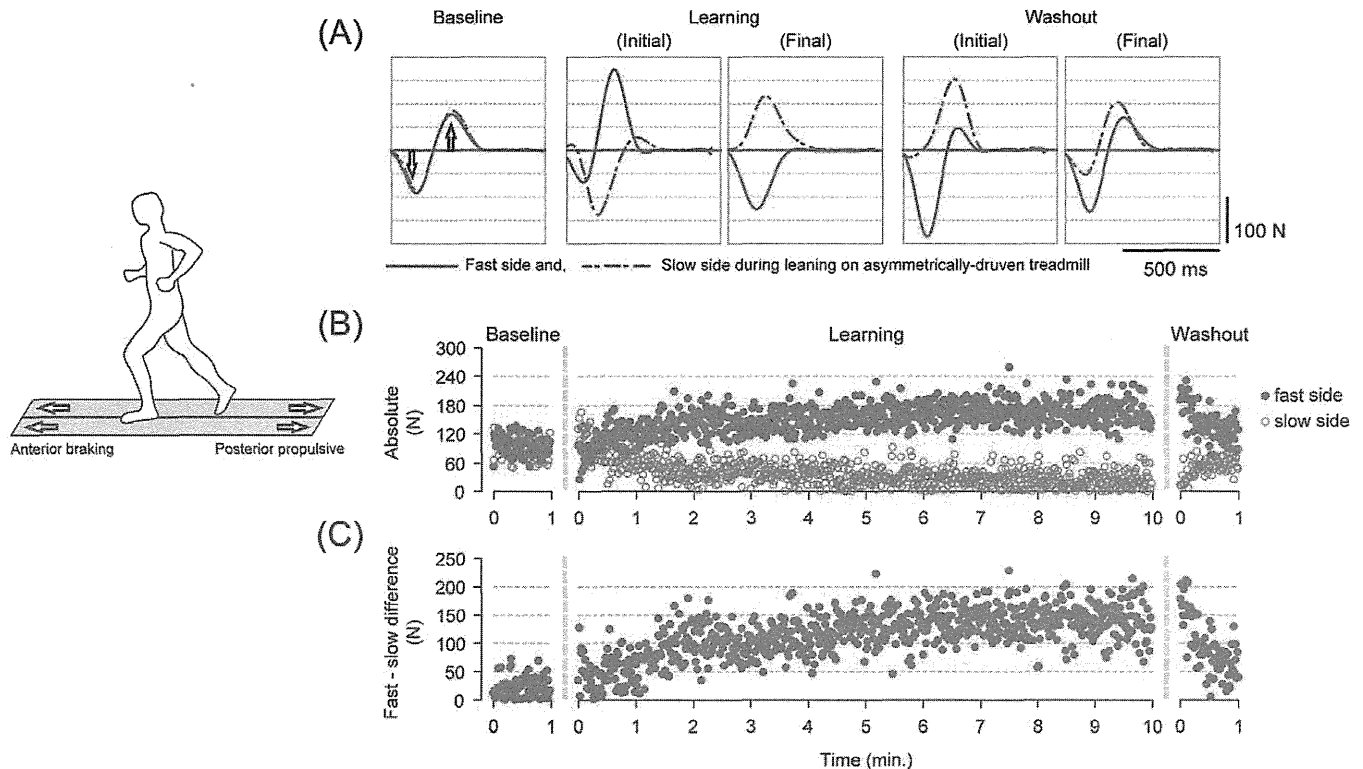 (A)
Baseline
Learning
Washout
(Initial)
(Final)
(Initial)
(Final)
100 N
500 ms
Fast side and,
Slow side during leaning on asymmetrically-druven treadmill
Anterior braking
Posterior propulsive
(B)
Baseline
Learning
Washout
Absolute
(N)
300
240
180
120
60
0
0 1
0 1 2 3 4 5 6 7 8 9 10
0 1
fast side
slow side
(C)
Fast - slow difference
(N)
250
200
150
100
50
0
0 1
0 1 2 3 4 5 6 7 8 9 10
0 1
Time (min.)